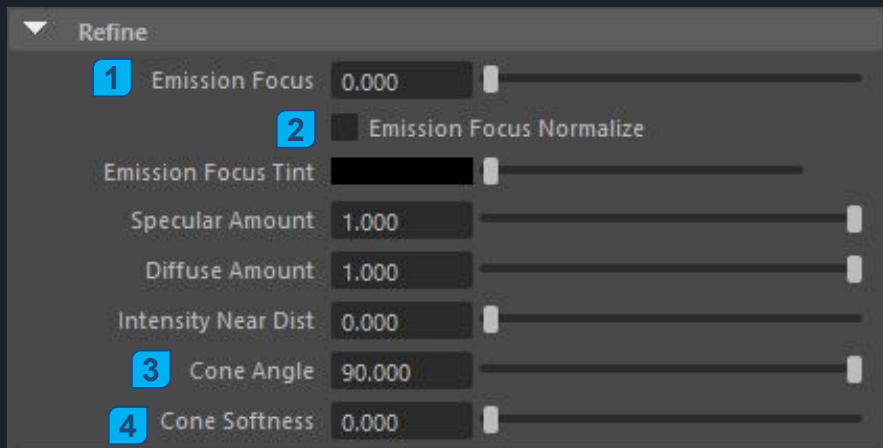 Refine
1 Emission Focus 0.000
2 Emission Focus Normalize
Emission Focus Tint
Specular Amount 1.000
Diffuse Amount 1.000
Intensity Near Dist 0.000
3 Cone Angle 90.000
4 Cone Softness 0.000